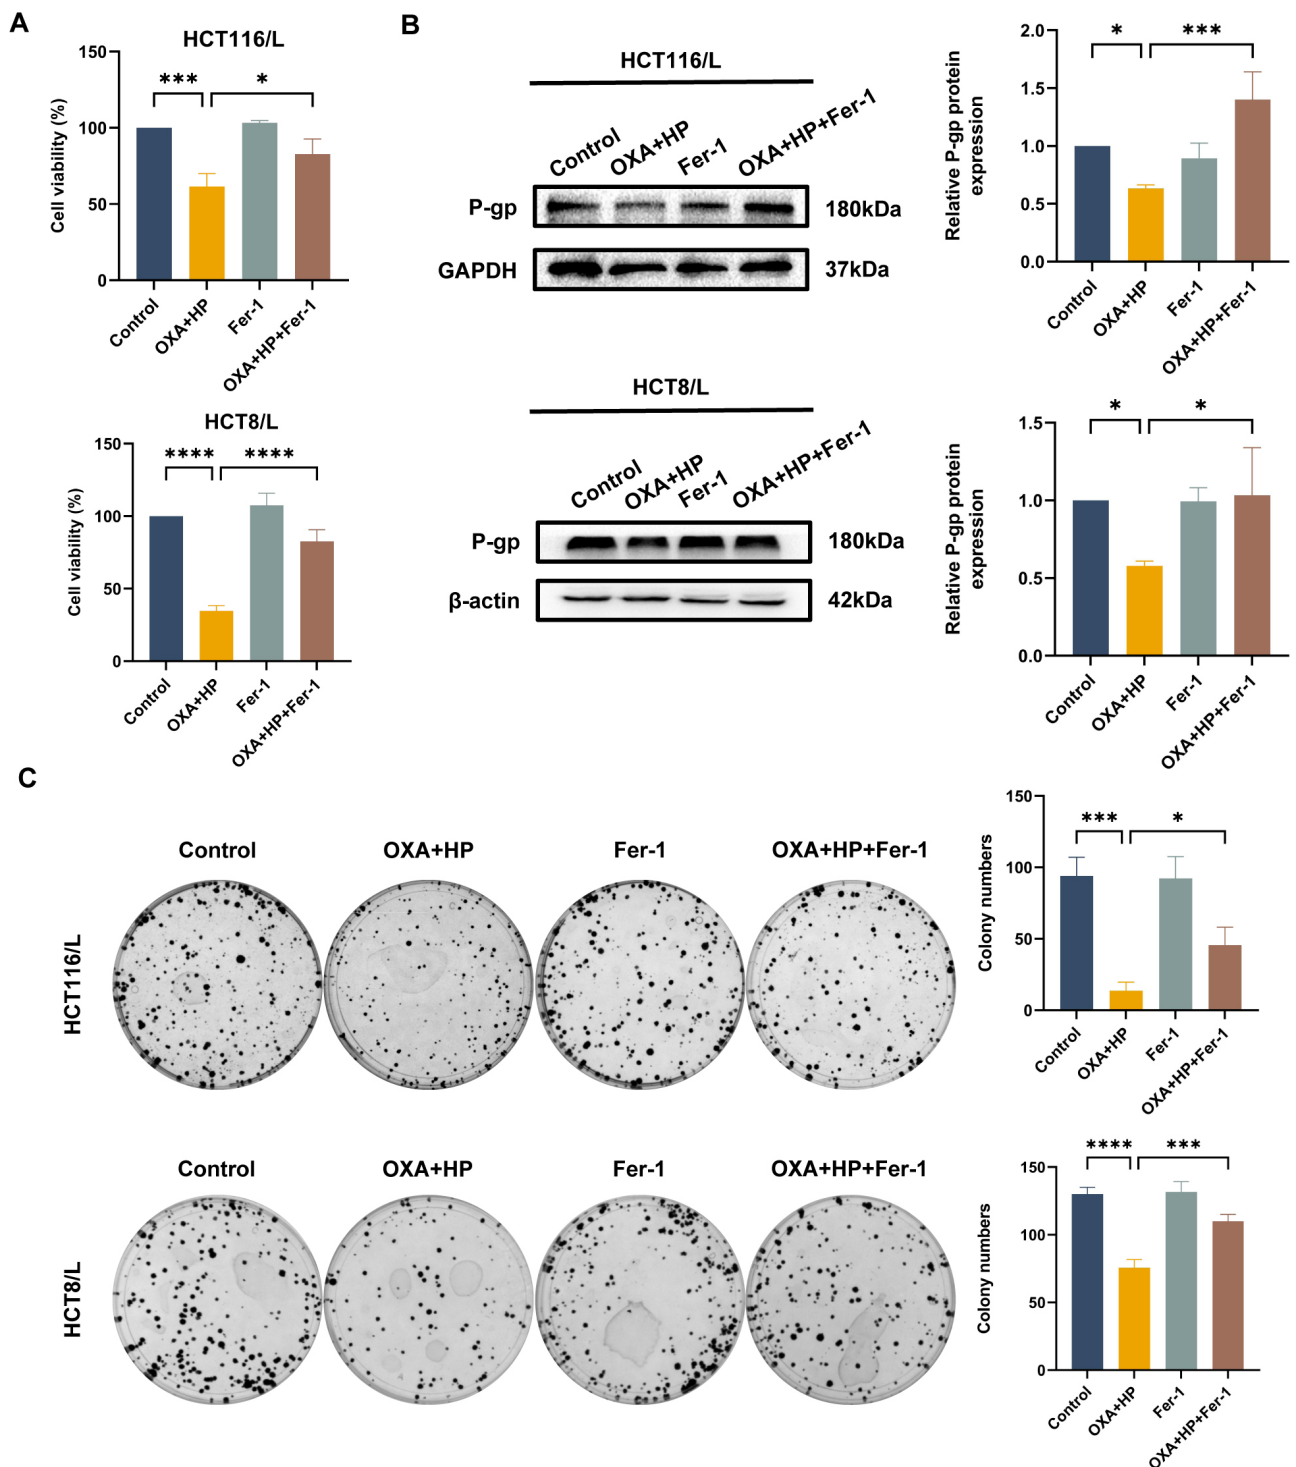 A
HCT116/L
Cell viability (%)
150
100
50
0
***
*
Control
OXA+HP
Fer-1
OXA+HP+Fer-1
HCT8/L
Cell viability (%)
150
100
50
0
****
****
Control
OXA+HP
Fer-1
OXA+HP+Fer-1
B
HCT116/L
Control
OXA+HP
Fer-1
OXA+HP+Fer-1
P-gp
180kDa
GAPDH
37kDa
Relative P-gp protein
expression
2.0
1.5
1.0
0.5
0.0
*
***
Control
OXA+HP
Fer-1
OXA+HP+Fer-1
HCT8/L
Control
OXA+HP
Fer-1
OXA+HP+Fer-1
P-gp
180kDa
β-actin
42kDa
Relative P-gp protein
expression
1.5
1.0
0.5
0.0
*
*
Control
OXA+HP
Fer-1
OXA+HP+Fer-1
C
Control
OXA+HP
Fer-1
OXA+HP+Fer-1
HCT116/L
Colony numbers
150
100
50
0
***
*
Control
OXA+HP
Fer-1
OXA+HP+Fer-1
Control
OXA+HP
Fer-1
OXA+HP+Fer-1
HCT8/L
Colony numbers
150
100
50
0
****
***
Control
OXA+HP
Fer-1
OXA+HP+Fer-1